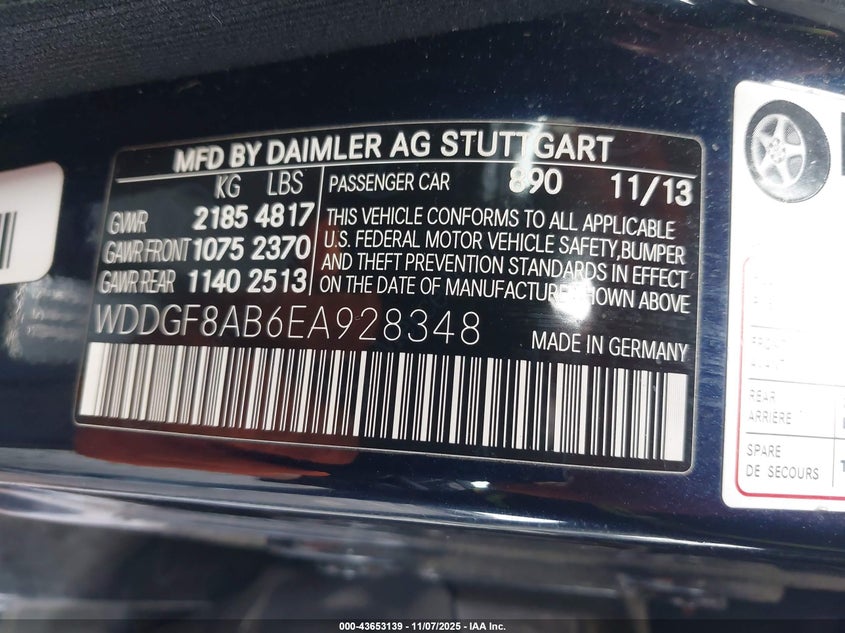 MFD BY DAIMLER AG STUTTGART
KG LBS
GVWR 2185 4817
GAWR FRONT 1075 2370
GAWR REAR 1140 2513
PASSENGER CAR 890 11/13
THIS VEHICLE CONFORMS TO ALL APPLICABLE
U.S. FEDERAL MOTOR VEHICLE SAFETY, BUMPER
AND THEFT PREVENTION STANDARDS IN EFFECT
ON THE DATE OF MANUFACTURE SHOWN ABOVE
WDDGF8AB6EA928348
MADE IN GERMANY
FRONT
AVANT
REAR
ARRIERE
SPARE
DE SECOURS
000-43653139 — 11/07/2025 — IAA Inc.